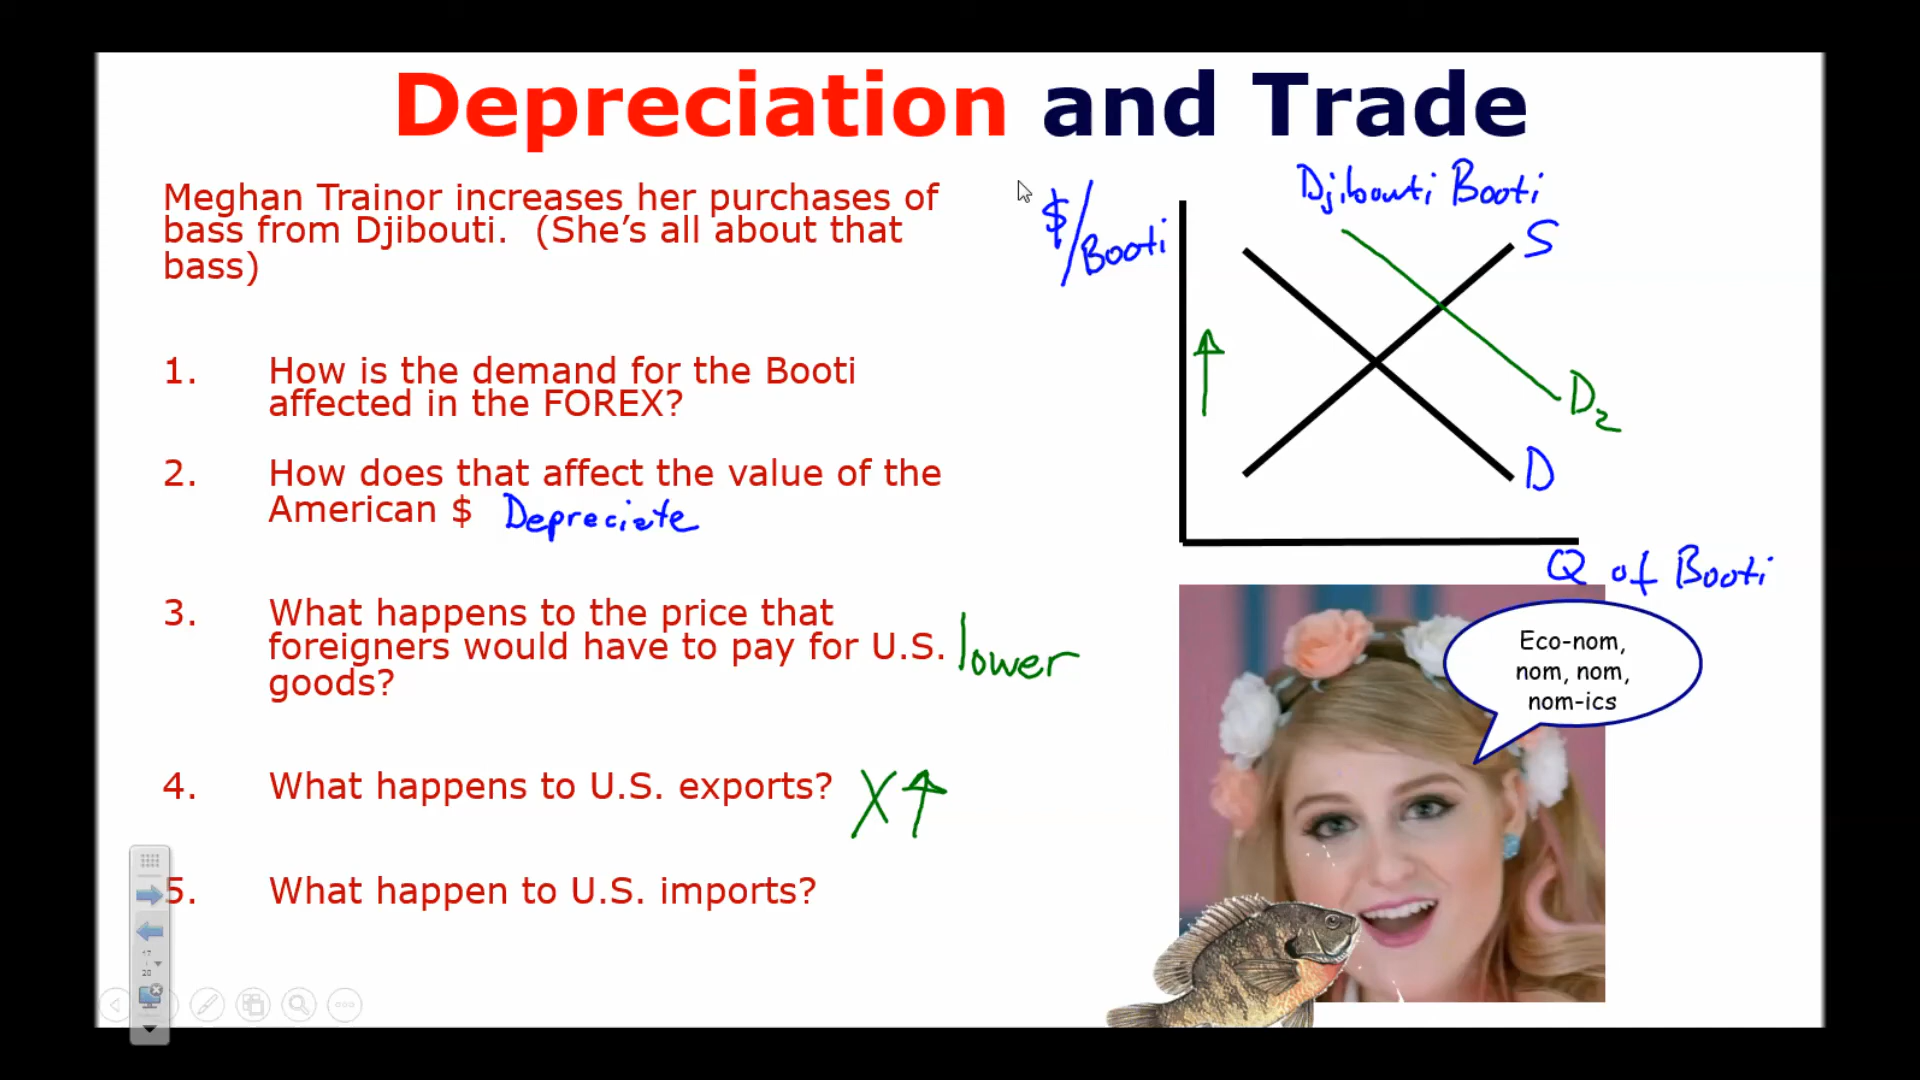 Depreciation and Trade
Meghan Trainor increases her purchases of
bass from Djibouti. (She’s all about that
bass)
1. How is the demand for the Booti
affected in the FOREX?
2. How does that affect the value of the
American $ Depreciate
3. What happens to the price that
foreigners would have to pay for U.S.
goods?
lower
4. What happens to U.S. exports? X↑
5. What happen to U.S. imports?
$/Booti
Djibouti Booti
S
D2
D
Q of Booti
Eco-nom,
nom, nom,
nom-ics
17
20